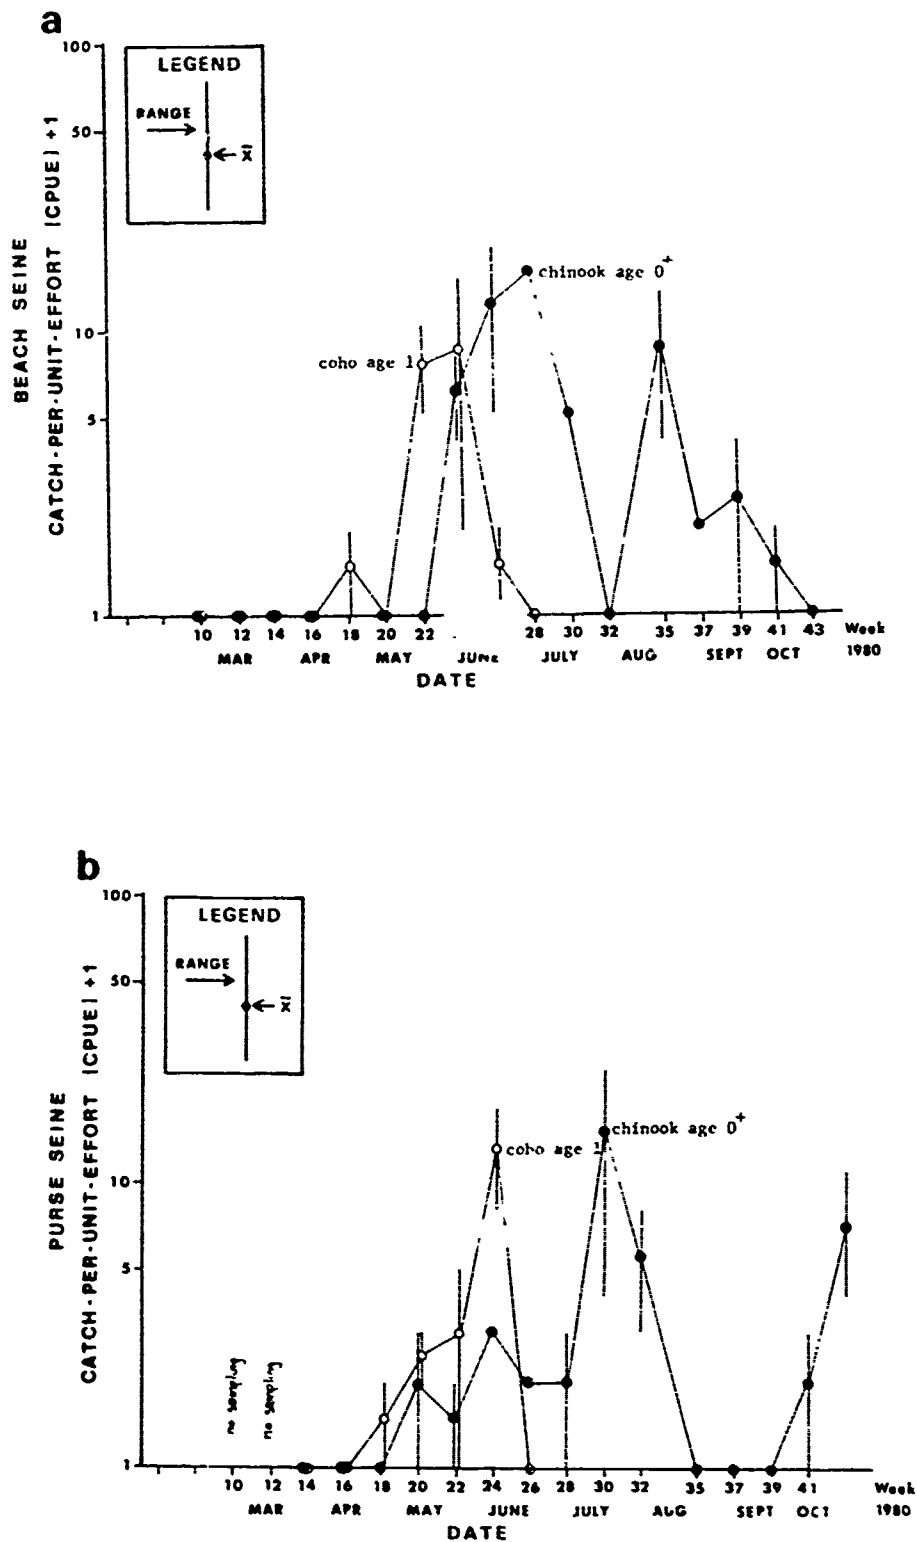 a
100
50
10
5
1
LEGEND
RANGE
x̄
BEACH SEINE
CATCH-PER-UNIT-EFFORT [CPUE] +1
coho age 1
chinook age 0+
10 12 14 16 18 20 22 28 30 32 35 37 39 41 43 Week
MAR APR MAY JUNE JULY AUG SEPT OCT 1980
DATE
b
100
50
10
5
1
LEGEND
RANGE
x̄
PURSE SEINE
CATCH-PER-UNIT-EFFORT [CPUE] +1
coho age 1
chinook age 0+
no sampling
no sampling
10 12 14 16 18 20 22 24 26 28 30 32 35 37 39 41 Week
MAR APR MAY JUNE JULY AUG SEPT OCT 1980
DATE